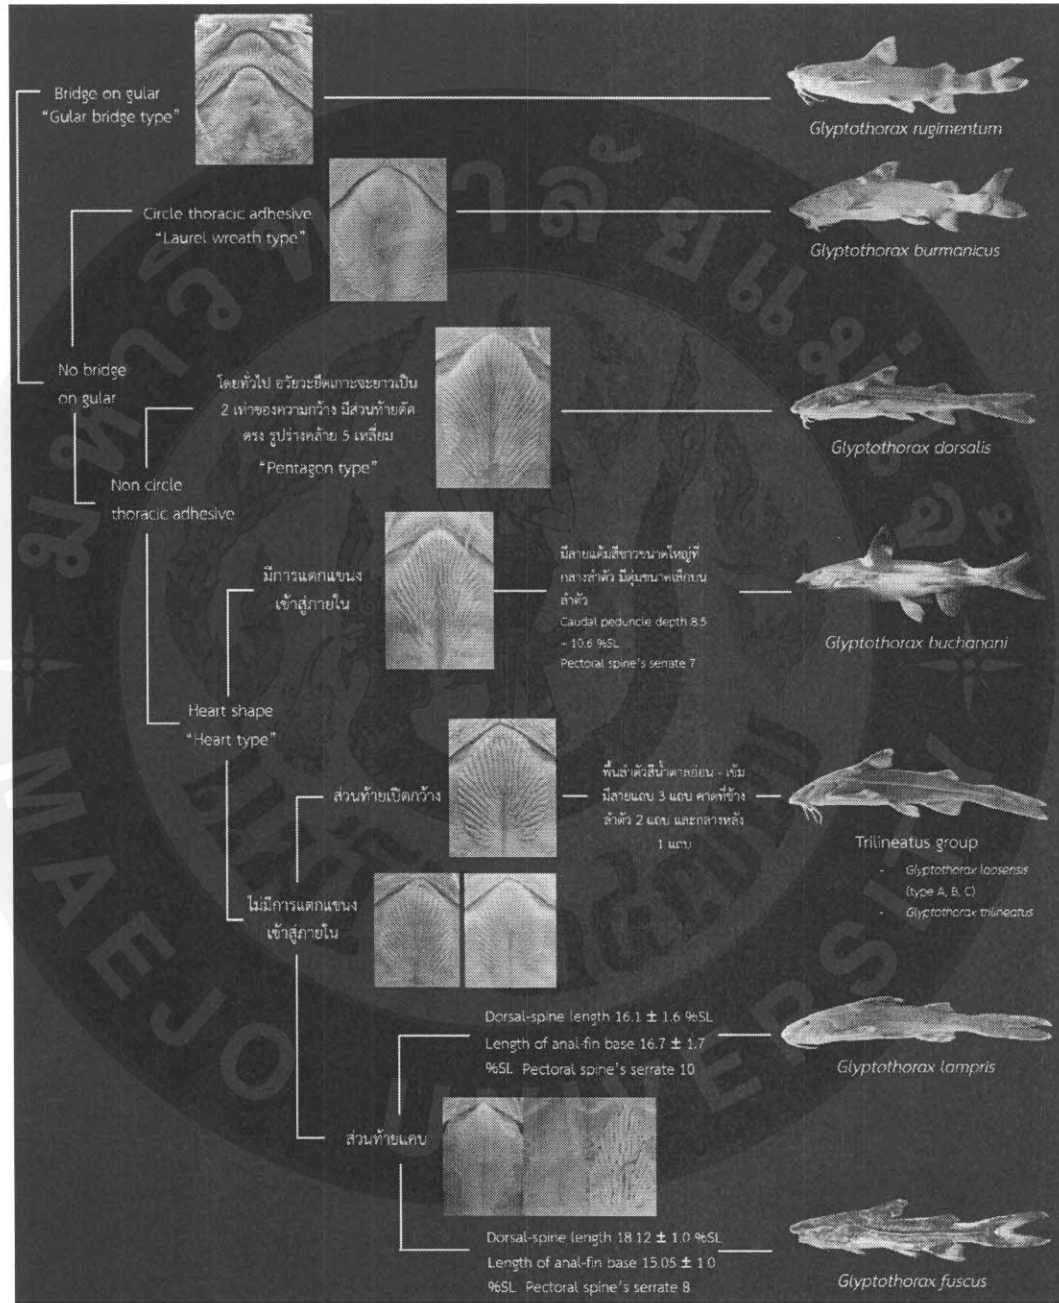 Bridge on gular
"Gular bridge type"
Glyptothorax rugimentum
Circle thoracic adhesive
"Laurel wreath type"
Glyptothorax burmanicus
No bridge
on gular
โดยทั่วไป อวัยวะยึดเกาะจะยาวเป็น
2 เท่าของความกว้าง มีส่วนท้ายตัด
ตรง รูปร่างคล้าย 5 เหลี่ยม
"Pentagon type"
Glyptothorax dorsalis
Non circle
thoracic adhesive
มีการแตกแขนง
เข้าสู่ภายใน
มีลายแต้มสีขาวขนาดใหญ่ที่
กลางลำตัว มีตุ่มขนาดเล็กบน
ลำตัว
Caudal peduncle depth 8.5
– 10.6 %SL
Pectoral spine's serrate 7
Glyptothorax buchanani
Heart shape
"Heart type"
ส่วนท้ายเปิดกว้าง
พื้นลำตัวสีน้ำตาลอ่อน - เข้ม
มีลายแถบ 3 แถบ คาดที่ข้าง
ลำตัว 2 แถบ และกลางหลัง
1 แถบ
Trilineatus group
- Glyptothorax laosensis
(type A, B, C)
- Glyptothorax trilineatus
ไม่มีการแตกแขนง
เข้าสู่ภายใน
Dorsal-spine length 16.1 ± 1.6 %SL
Length of anal-fin base 16.7 ± 1.7
%SL Pectoral spine's serrate 10
Glyptothorax lampris
ส่วนท้ายแคบ
Dorsal-spine length 18.12 ± 1.0 %SL
Length of anal-fin base 15.05 ± 1.0
%SL Pectoral spine's serrate 8
Glyptothorax fuscus
MAEJO UNIVERSITY